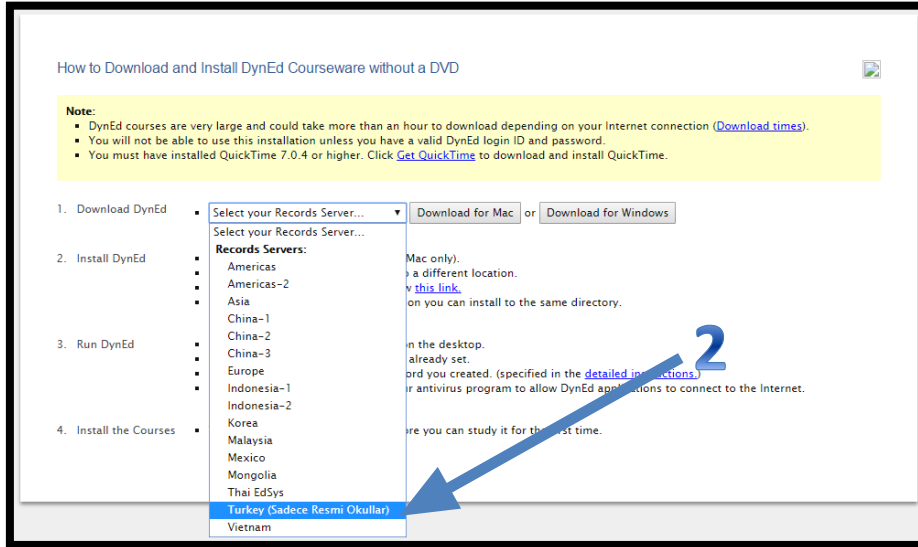 How to Download and Install DynEd Courseware without a DVD
Note:
DynEd courses are very large and could take more than an hour to download depending on your Internet connection (Download times).
You will not be able to use this installation unless you have a valid DynEd login ID and password.
You must have installed QuickTime 7.0.4 or higher. Click Get QuickTime to download and install QuickTime.
1. Download DynEd
Select your Records Server... Download for Mac or Download for Windows
Select your Records Server...
Records Servers:
2. Install DynEd
Mac only).
Americas
a different location.
Americas-2
this link.
Asia
on you can install to the same directory.
China-1
China-2
3. Run DynEd
n the desktop.
China-3
already set.
Europe
ord you created. (specified in the detailed instructions.)
Indonesia-1
r antivirus program to allow DynEd applications to connect to the Internet.
Indonesia-2
Korea
4. Install the Courses
re you can study it for the first time.
Malaysia
Mexico
Mongolia
Thai EdSys
Turkey (Sadece Resmi Okullar)
Vietnam
2